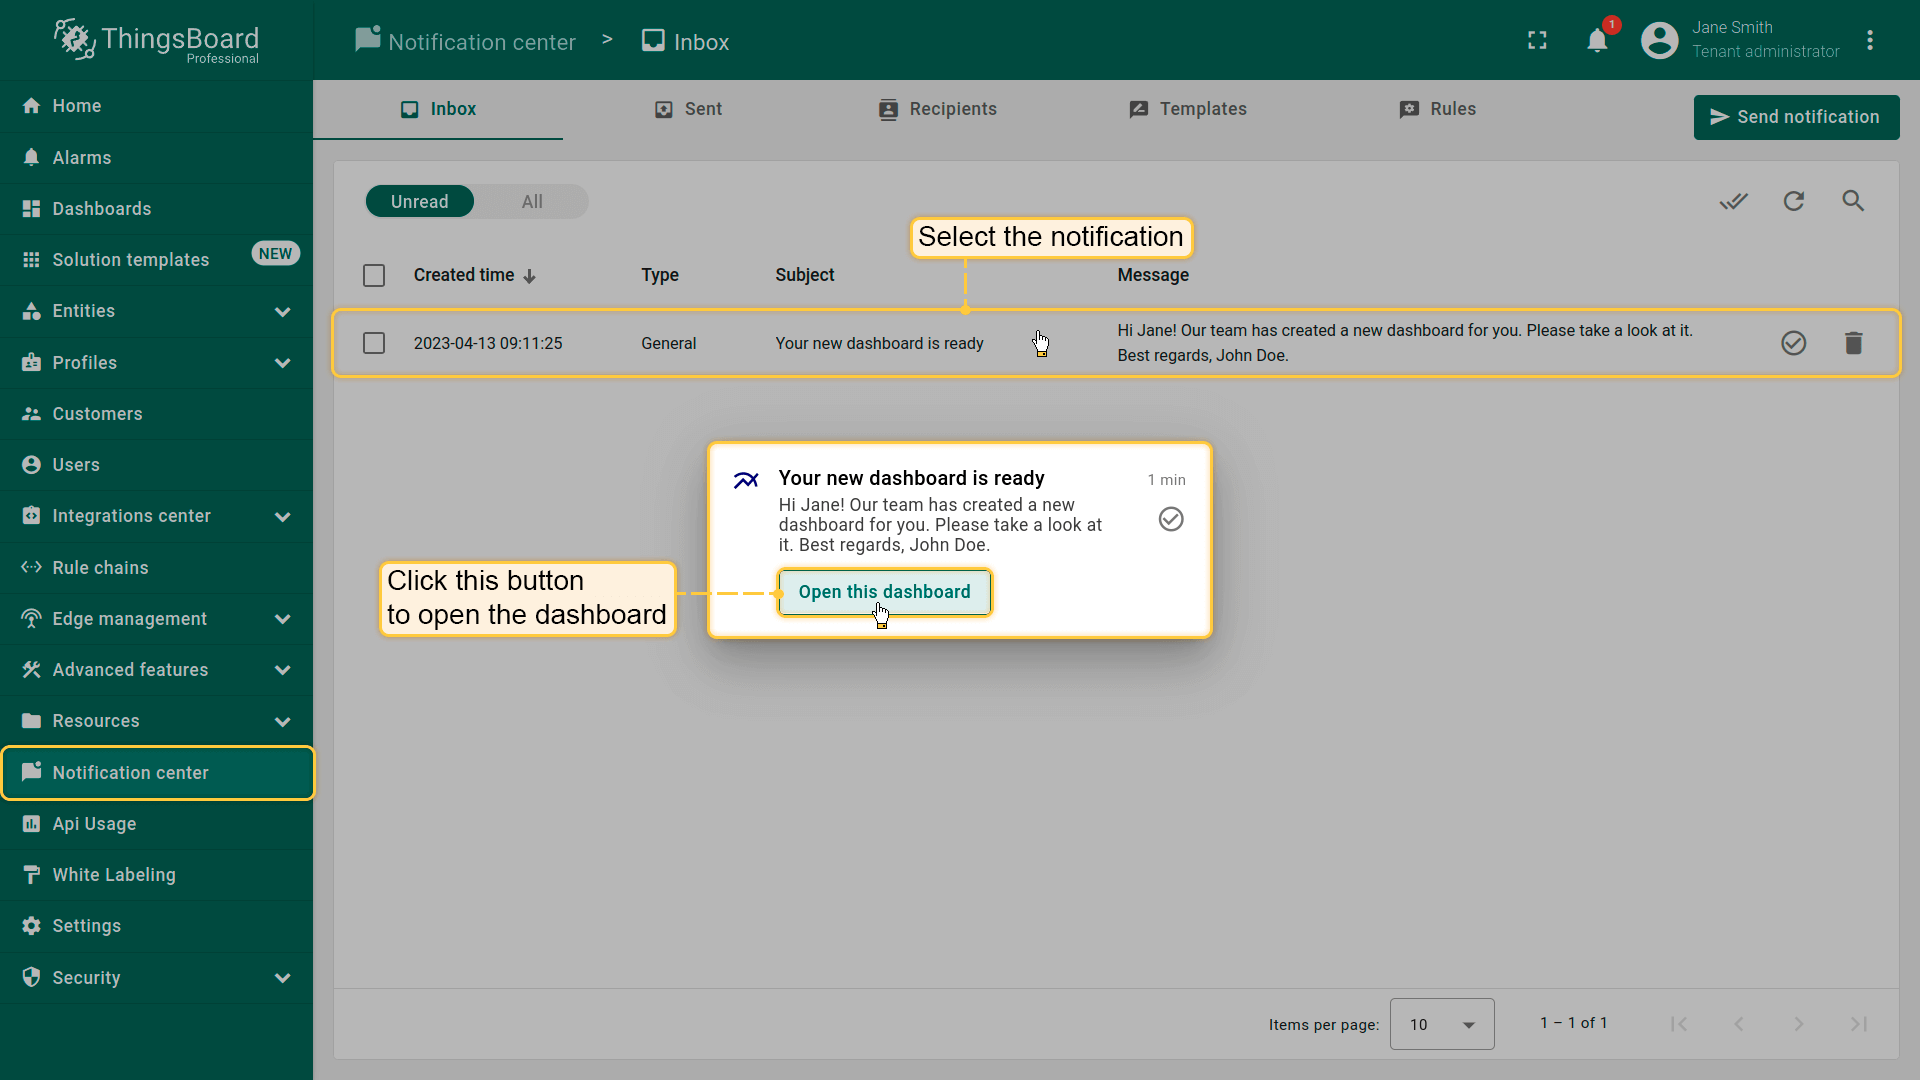 ThingsBoard
Professional
Notification center > Inbox
1
Jane Smith
Tenant administrator
Home
Alarms
Dashboards
Solution templates NEW
Entities
Profiles
Customers
Users
Integrations center
Rule chains
Edge management
Advanced features
Resources
Notification center
Api Usage
White Labeling
Settings
Security
Inbox Sent Recipients Templates Rules Send notification
Unread All
Select the notification
Created time Type Subject Message
2023-04-13 09:11:25 General Your new dashboard is ready
Hi Jane! Our team has created a new dashboard for you. Please take a look at it.
Best regards, John Doe.
Your new dashboard is ready 1 min
Hi Jane! Our team has created a new
dashboard for you. Please take a look at
it. Best regards, John Doe.
Click this button
to open the dashboard
Open this dashboard
Items per page: 10 1 – 1 of 1